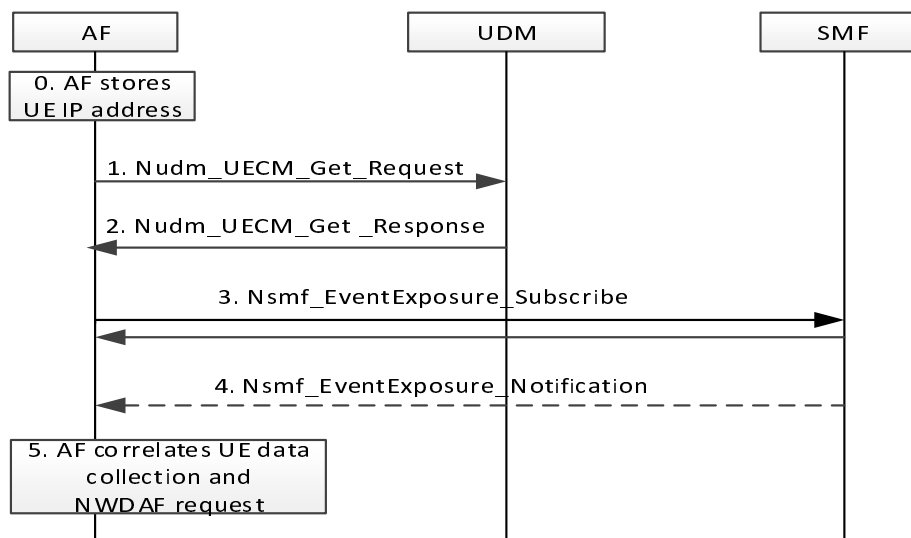 AF
UDM
SMF
0. AF stores
UE IP address
1. Nudm_UECM_Get_Request
2. Nudm_UECM_Get _Response
3. Nsmf_EventExposure_Subscribe
4. Nsmf_EventExposure_Notification
5. AF correlates UE data
collection and
NWDAF request